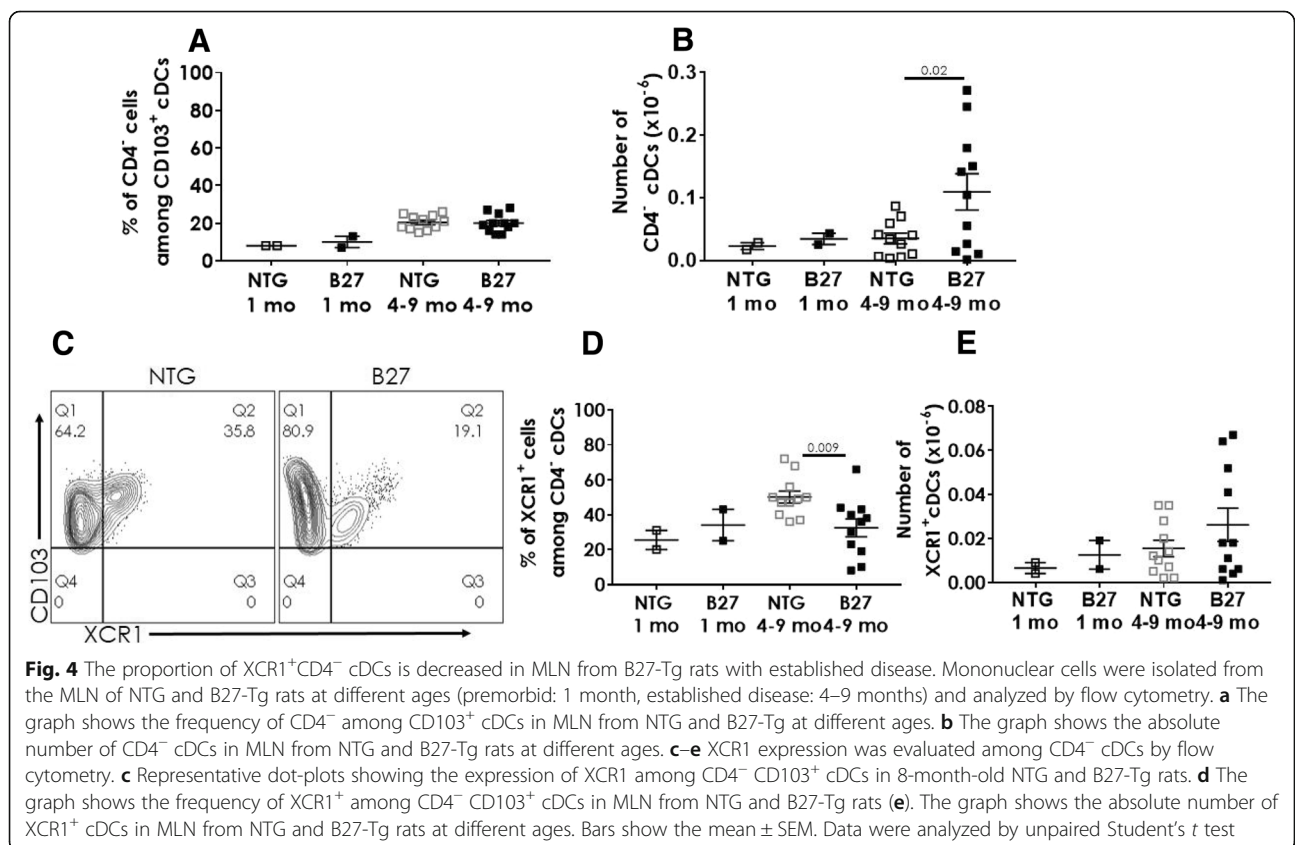 A
% of CD4⁻ cells
among CD103⁺ cDCs
100
80
60
40
20
0
NTG B27 NTG B27
1 mo 1 mo 4-9 mo 4-9 mo
B
Number of
CD4⁻ cDCs (x10⁻⁶)
0.3
0.2
0.1
0.0
0.02
NTG B27 NTG B27
1 mo 1 mo 4-9 mo 4-9 mo
C
NTG B27
Q1 Q2 Q1 Q2
64.2 35.8 80.9 19.1
Q4 Q3 Q4 Q3
0 0 0 0
CD103
XCR1
D
% of XCR1⁺ cells
among CD4⁻ cDCs
100
80
60
40
20
0
0.009
NTG B27 NTG B27
1 mo 1 mo 4-9 mo 4-9 mo
E
Number of
XCR1⁺cDCs (x10⁻⁶)
0.08
0.06
0.04
0.02
0.00
NTG B27 NTG B27
1 mo 1 mo 4-9 mo 4-9 mo
Fig. 4 The proportion of XCR1⁺CD4⁻ cDCs is decreased in MLN from B27-Tg rats with established disease. Mononuclear cells were isolated from
the MLN of NTG and B27-Tg rats at different ages (premorbid: 1 month, established disease: 4–9 months) and analyzed by flow cytometry. a The
graph shows the frequency of CD4⁻ among CD103⁺ cDCs in MLN from NTG and B27-Tg at different ages. b The graph shows the absolute
number of CD4⁻ cDCs in MLN from NTG and B27-Tg rats at different ages. c–e XCR1 expression was evaluated among CD4⁻ cDCs by flow
cytometry. c Representative dot-plots showing the expression of XCR1 among CD4⁻ CD103⁺ cDCs in 8-month-old NTG and B27-Tg rats. d The
graph shows the frequency of XCR1⁺ among CD4⁻ CD103⁺ cDCs in MLN from NTG and B27-Tg rats (e). The graph shows the absolute number of
XCR1⁺ cDCs in MLN from NTG and B27-Tg rats at different ages. Bars show the mean ± SEM. Data were analyzed by unpaired Student's t test